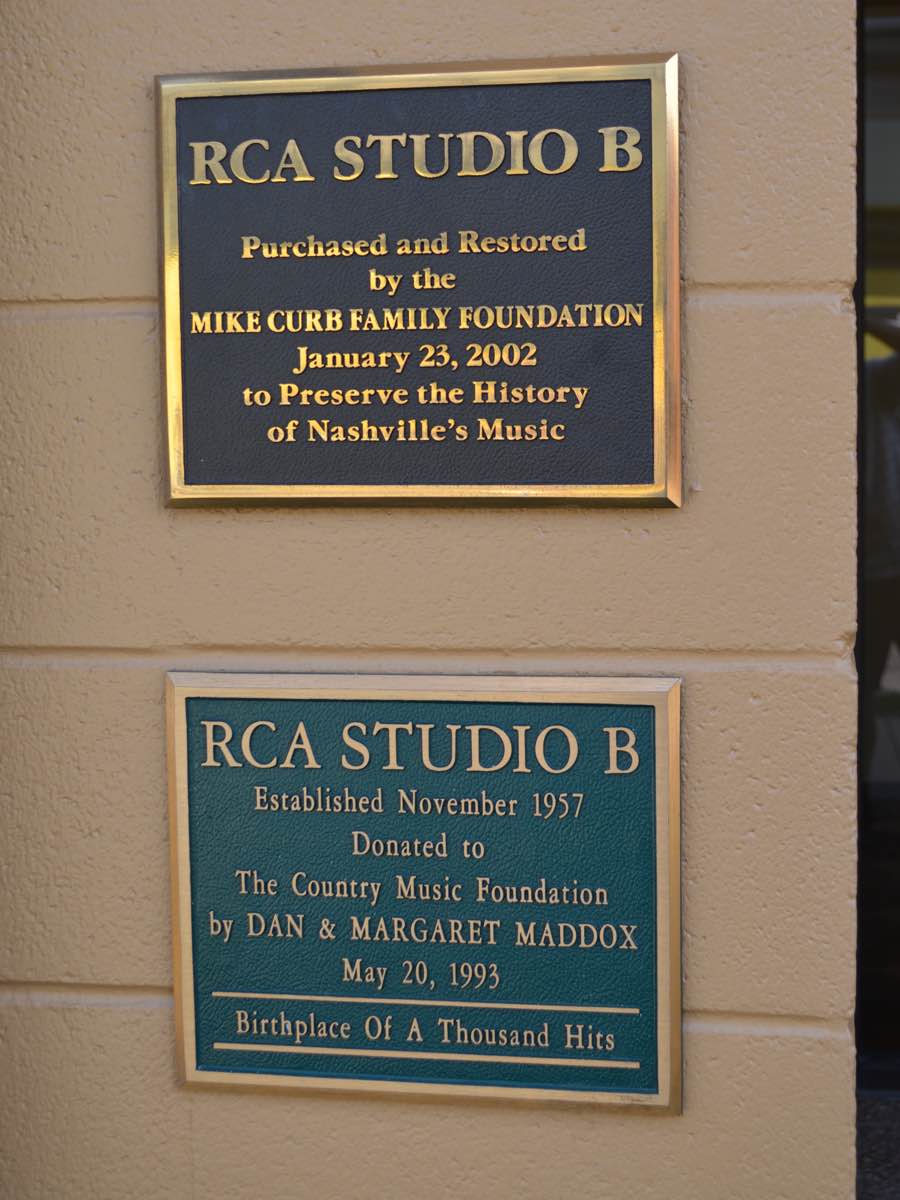 RCA STUDIO B
Purchased and Restored
by the
MIKE CURB FAMILY FOUNDATION
January 23, 2002
to Preserve the History
of Nashville's Music
RCA STUDIO B
Established November 1957
Donated to
The Country Music Foundation
by DAN & MARGARET MADDOX
May 20, 1993
Birthplace Of A Thousand Hits